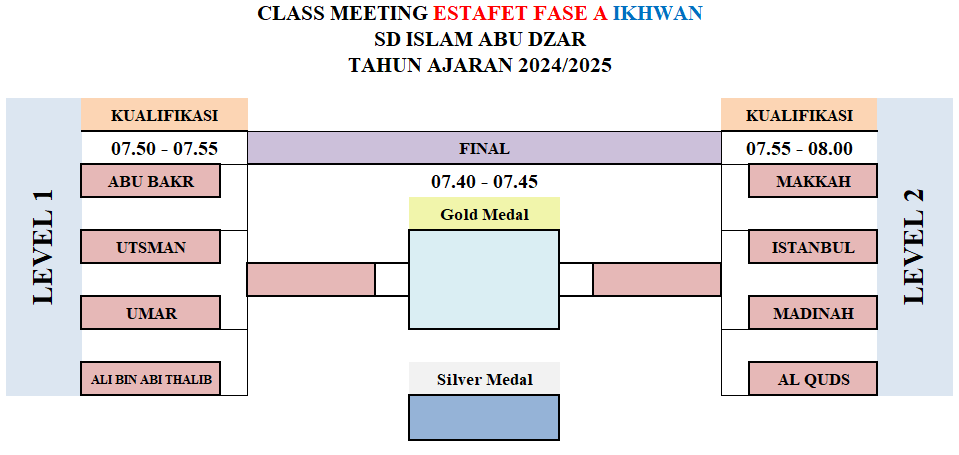 CLASS MEETING ESTAFET FASE A IKHWAN
SD ISLAM ABU DZAR
TAHUN AJARAN 2024/2025
LEVEL 1
KUALIFIKASI
07.50 - 07.55
ABU BAKR
UTSMAN
UMAR
ALI BIN ABI THALIB
FINAL
07.40 - 07.45
Gold Medal
Silver Medal
KUALIFIKASI
07.55 - 08.00
MAKKAH
ISTANBUL
MADINAH
AL QUDS
LEVEL 2